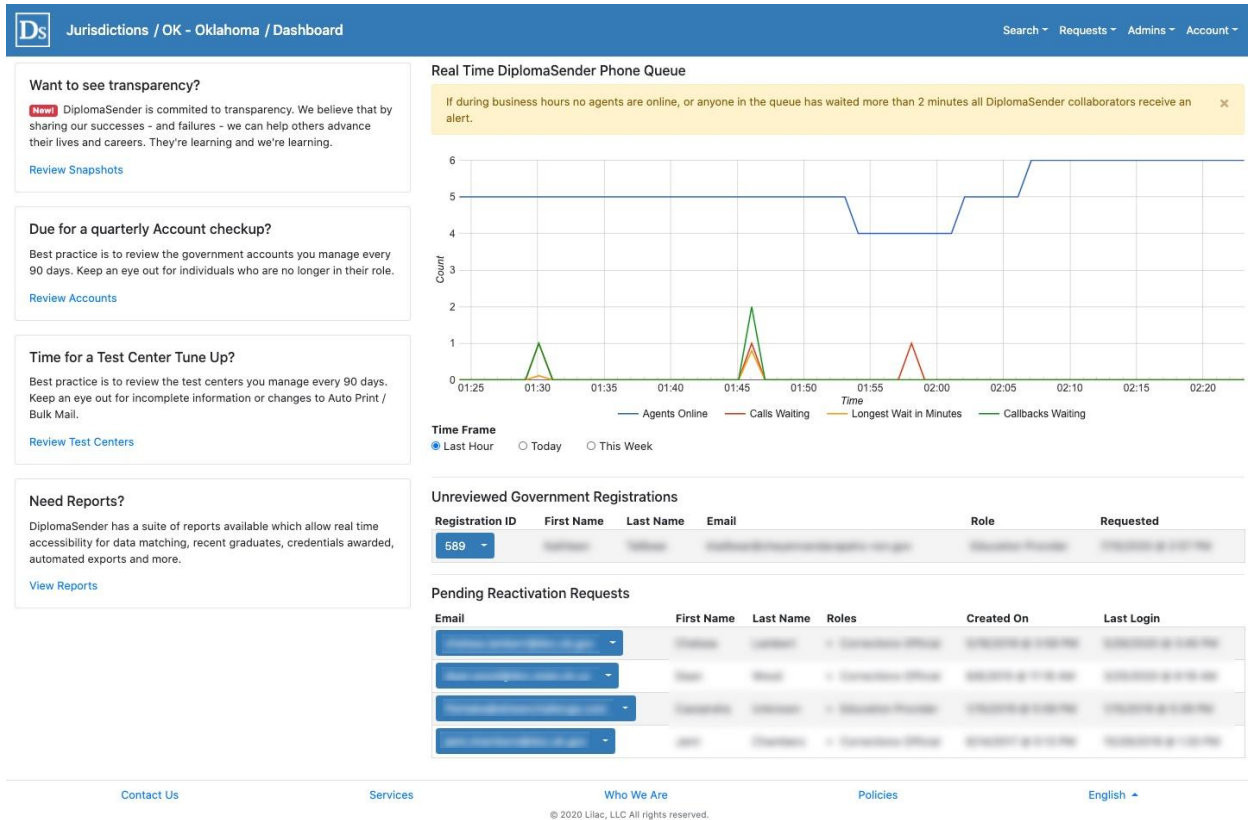 Ds
Jurisdictions / OK - Oklahoma / Dashboard
Search
Requests
Admins
Account
Want to see transparency?
New! DiplomaSender is commited to transparency. We believe that by
sharing our successes - and failures - we can help others advance
their lives and careers. They're learning and we're learning.
Review Snapshots
Due for a quarterly Account checkup?
Best practice is to review the government accounts you manage every
90 days. Keep an eye out for individuals who are no longer in their role.
Review Accounts
Time for a Test Center Tune Up?
Best practice is to review the test centers you manage every 90 days.
Keep an eye out for incomplete information or changes to Auto Print /
Bulk Mail.
Review Test Centers
Need Reports?
DiplomaSender has a suite of reports available which allow real time
accessibility for data matching, recent graduates, credentials awarded,
automated exports and more.
View Reports
Real Time DiplomaSender Phone Queue
If during business hours no agents are online, or anyone in the queue has waited more than 2 minutes all DiplomaSender collaborators receive an
alert.
×
6
5
4
3
2
1
0
Count
01:25 01:30 01:35 01:40 01:45 01:50 01:55 02:00 02:05 02:10 02:15 02:20
Time
Agents Online Calls Waiting Longest Wait in Minutes Callbacks Waiting
Time Frame
Last Hour Today This Week
Unreviewed Government Registrations
Registration ID First Name Last Name Email Role Requested
589
Pending Reactivation Requests
Email First Name Last Name Roles Created On Last Login
Contact Us Services Who We Are Policies English
© 2020 Lilac, LLC All rights reserved.